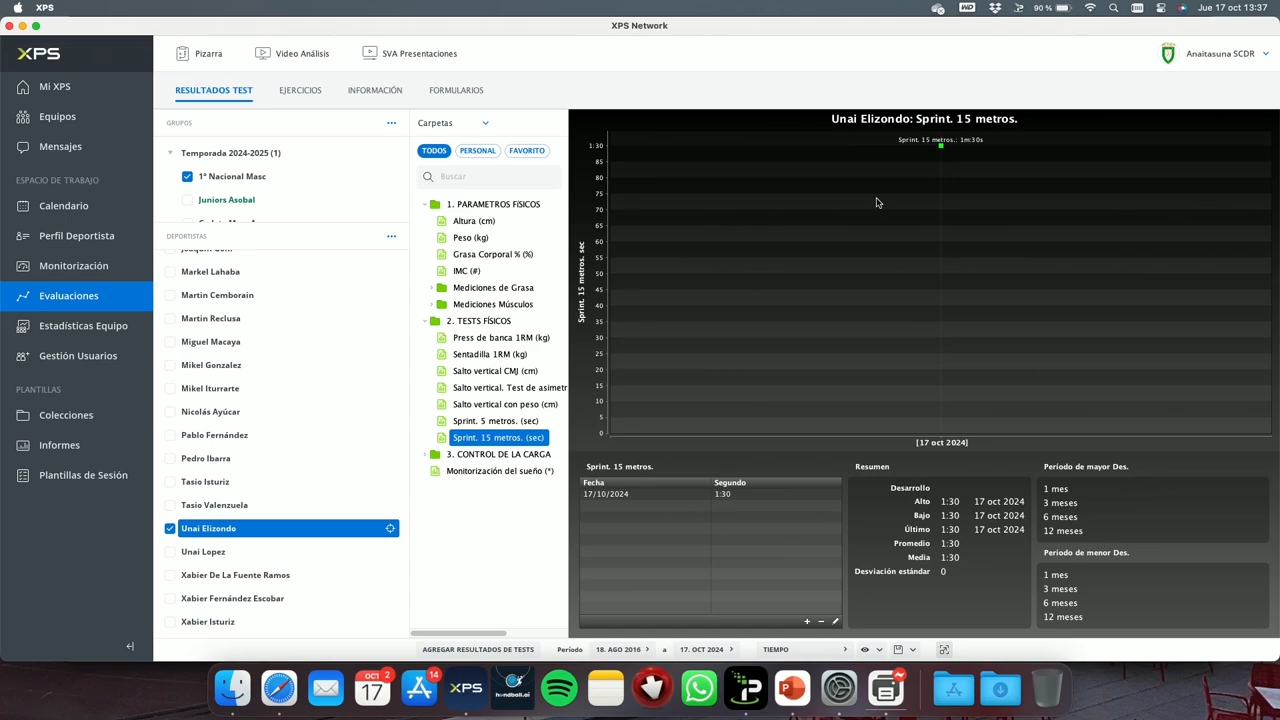 XPS
90 %
Jue 17 oct 13:37
XPS Network
XPS
Pizarra
Video Análisis
SVA Presentaciones
Anaitasuna SCDR
Mi XPS
Equipos
Mensajes
ESPACIO DE TRABAJO
Calendario
Perfil Deportista
Monitorización
Evaluaciones
Estadísticas Equipo
Gestión Usuarios
PLANTILLAS
Colecciones
Informes
Plantillas de Sesión
RESULTADOS TEST
EJERCICIOS
INFORMACIÓN
FORMULARIOS
GRUPOS
Temporada 2024-2025 (1)
1ª Nacional Masc
Juniors Asobal
DEPORTISTAS
Markel Lahaba
Martin Cemborain
Martin Reclusa
Miguel Macaya
Mikel Gonzalez
Mikel Iturrarte
Nicolás Ayúcar
Pablo Fernández
Pedro Ibarra
Tasio Isturiz
Tasio Valenzuela
Unai Elizondo
Unai Lopez
Xabier De La Fuente Ramos
Xabier Fernández Escobar
Xabier Isturiz
Carpetas
TODOS
PERSONAL
FAVORITO
Buscar
1. PARAMETROS FíSICOS
Altura (cm)
Peso (kg)
Grasa Corporal % (%)
IMC (#)
Mediciones de Grasa
Mediciones Músculos
2. TESTS FÍSICOS
Press de banca 1RM (kg)
Sentadilla 1RM (kg)
Salto vertical CMJ (cm)
Salto vertical. Test de asimetr
Salto vertical con peso (cm)
Sprint. 5 metros. (sec)
Sprint. 15 metros. (sec)
3. CONTROL DE LA CARGA
Monitorización del sueño (*)
Unai Elizondo: Sprint. 15 metros.
Sprint. 15 metros.: 1m:30s
1:30
85
80
75
70
65
60
55
50
45
40
35
30
25
20
15
10
5
0
Sprint. 15 metros. sec
[17 oct 2024]
Sprint. 15 metros.
Fecha Segundo
17/10/2024 1:30
Resumen
Desarrollo
Alto 1:30 17 oct 2024
Bajo 1:30 17 oct 2024
Último 1:30 17 oct 2024
Promedio 1:30
Media 1:30
Desviación estándar 0
Período de mayor Des.
1 mes
3 meses
6 meses
12 meses
Período de menor Des.
1 mes
3 meses
6 meses
12 meses
AGREGAR RESULTADOS DE TESTS
Período
18. AGO 2016
a
17. OCT 2024
TIEMPO
OCT 2
17
14
XPS
handball.ai